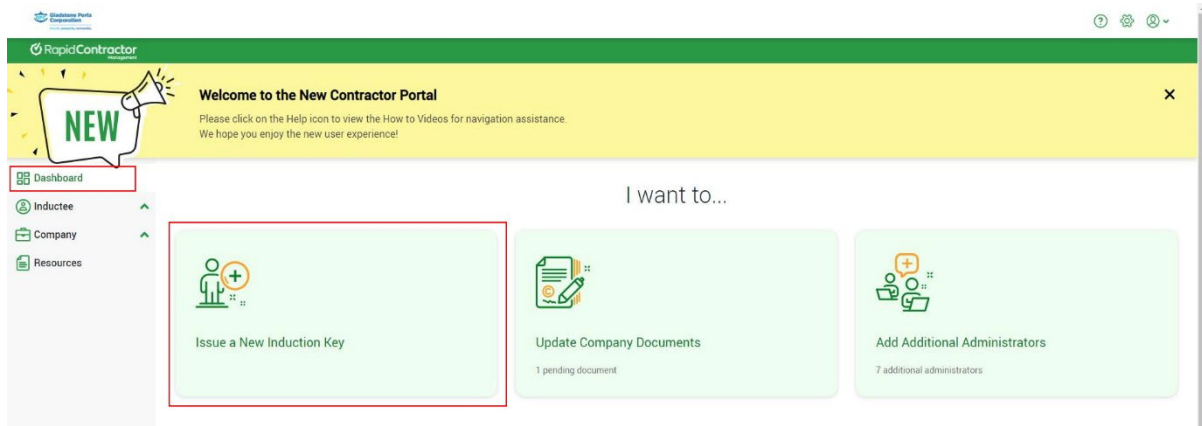 Gladstone Ports
Corporation
RapidContractor
Management
NEW
Welcome to the New Contractor Portal
Please click on the Help icon to view the How to Videos for navigation assistance.
We hope you enjoy the new user experience!
Dashboard
Inductee
Company
Resources
I want to...
Issue a New Induction Key
Update Company Documents
1 pending document
Add Additional Administrators
7 additional administrators